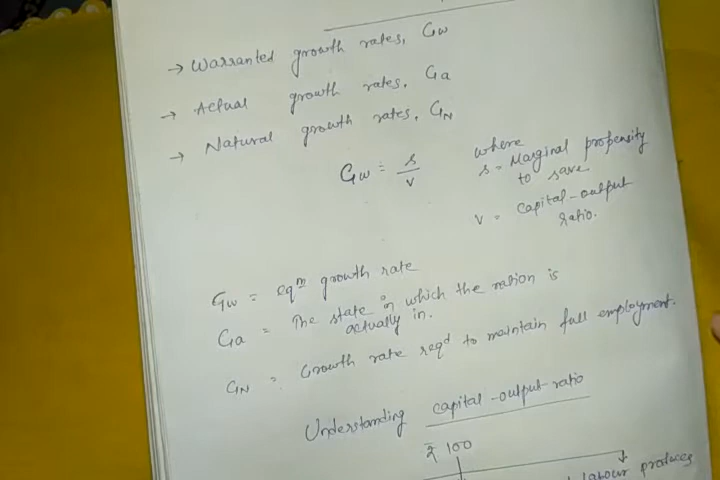 → Warranted growth rates, Gw
→ Actual growth rates, Ga
→ Natural growth rates, GN
Gw = s/v
where
s = Marginal propensity
to save
v = capital-output
ratio.
Gw = eqm growth rate
Ga = The state in which the nation is
actually in.
GN = Growth rate reqd to maintain full employment.
Understanding capital-output-ratio
₹ 100
labour produces